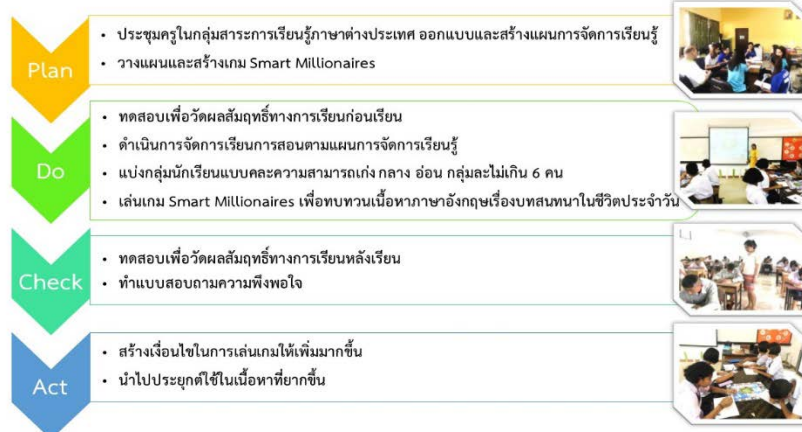 Plan
• ประชุมครูในกลุ่มสาระการเรียนรู้ภาษาต่างประเทศ ออกแบบและสร้างแผนการจัดการเรียนรู้
• วางแผนและสร้างเกม Smart Millionaires
Do
• ทดสอบเพื่อวัดผลสัมฤทธิ์ทางการเรียนก่อนเรียน
• ดำเนินการจัดการเรียนการสอนตามแผนการจัดการเรียนรู้
• แบ่งกลุ่มนักเรียนแบบคละความสามารถเก่ง กลาง อ่อน กลุ่มละไม่เกิน 6 คน
• เล่นเกม Smart Millionaires เพื่อทบทวนเนื้อหาภาษาอังกฤษเรื่องบทสนทนาในชีวิตประจำวัน
Check
• ทดสอบเพื่อวัดผลสัมฤทธิ์ทางการเรียนหลังเรียน
• ทำแบบสอบถามความพึงพอใจ
Act
• สร้างเงื่อนไขในการเล่นเกมให้เพิ่มมากขึ้น
• นำไปประยุกต์ใช้ในเนื้อหาที่ยากขึ้น